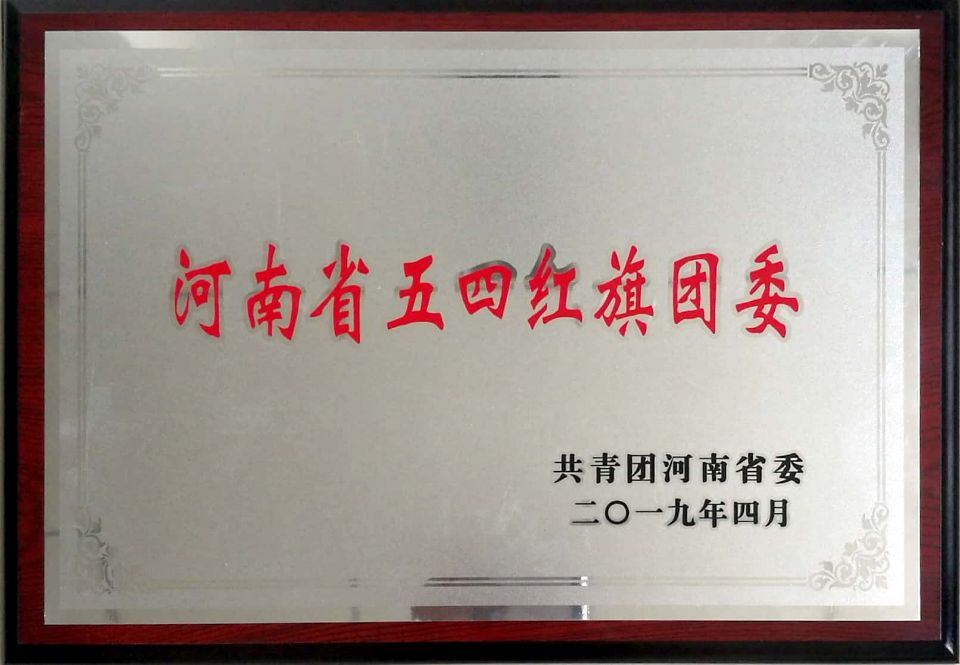 河南省五四红旗团委
共青团河南省委
二〇一九年四月